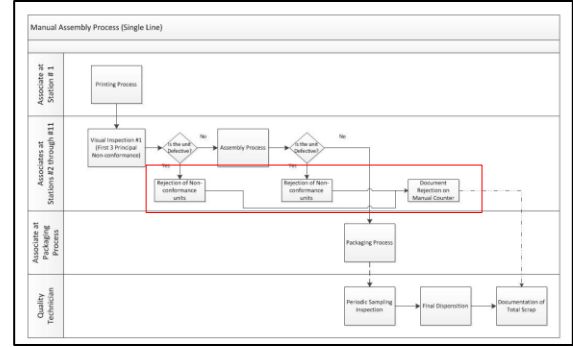 Manual Assembly Process (Single Line)
Associate at
Station # 1
Printing Process
Associates at
Stations #2 through #11
Visual Inspection #1
(First 3 Principal
Non-conformance)
Is the unit
Defective?
No
Yes
Assembly Process
Is the unit
Defective?
No
Yes
Rejection of Non-
conformance
units
Rejection of Non-
conformance
units
Document
Rejection on
Manual Counter
Associate at
Packaging
Process
Packaging Process
Quality
Technician
Periodic Sampling
Inspection
Final Disposition
Documentation of
Total Scrap